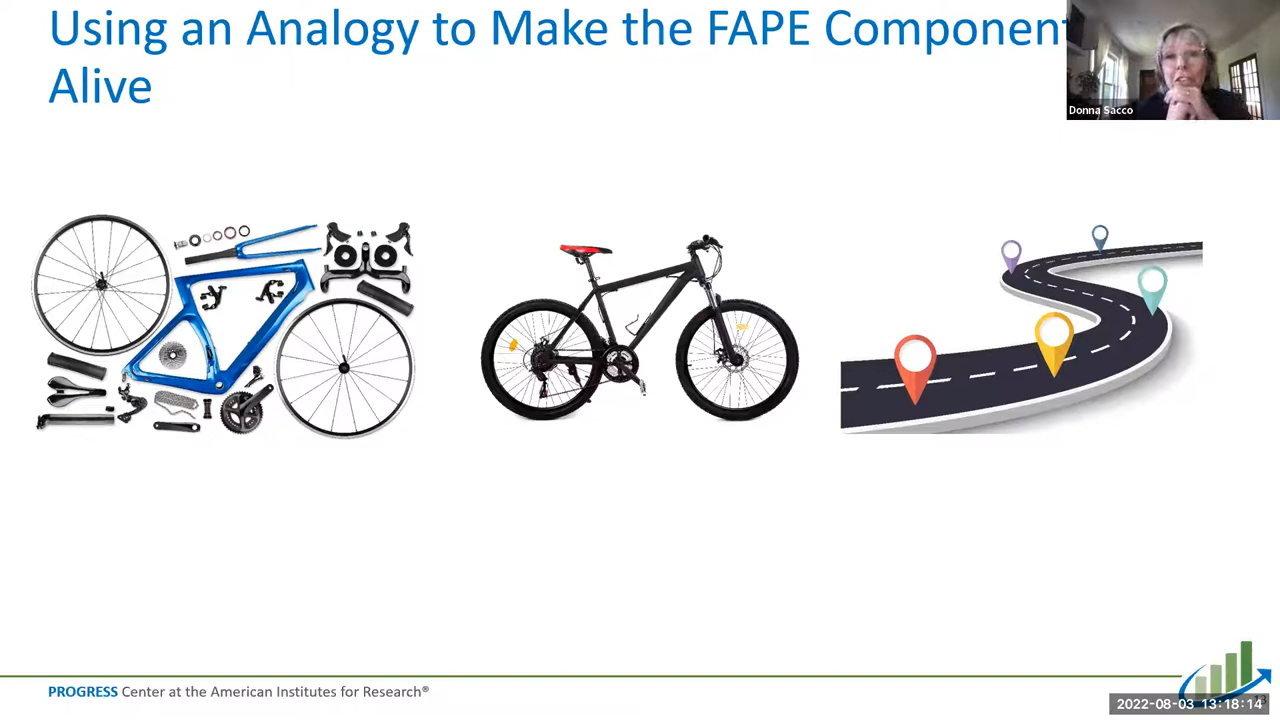 Using an Analogy to Make the FAPE Component
Alive
Donna Sacco
PROGRESS Center at the American Institutes for Research®
13
2022-08-03 13:18:14